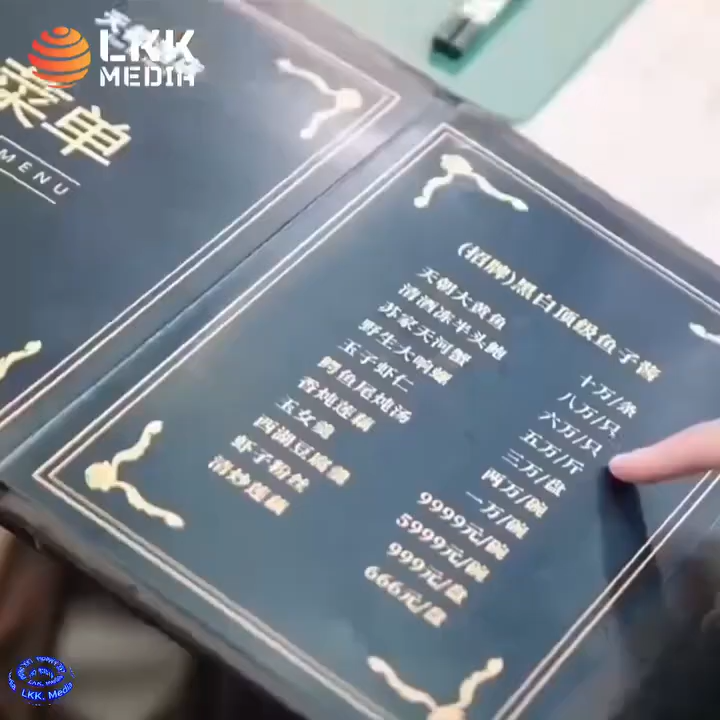 LKK
MEDIA
菜单
MENU
(招牌)黑白顶级鱼子酱
天朝大黄鱼 十万/条
清酒冻半头鲍 八万/只
苏家天河蟹 六万/只
野生大响螺 五万/斤
玉子虾仁 三万/盘
鳄鱼尾炖汤 两万/碗
香炖莲藕 一万/碗
玉女羹 9999元/碗
西湖豆腐羹 5999元/碗
虾子粉丝 999元/盘
清炒莲藕 666元/盘
LKK. Media